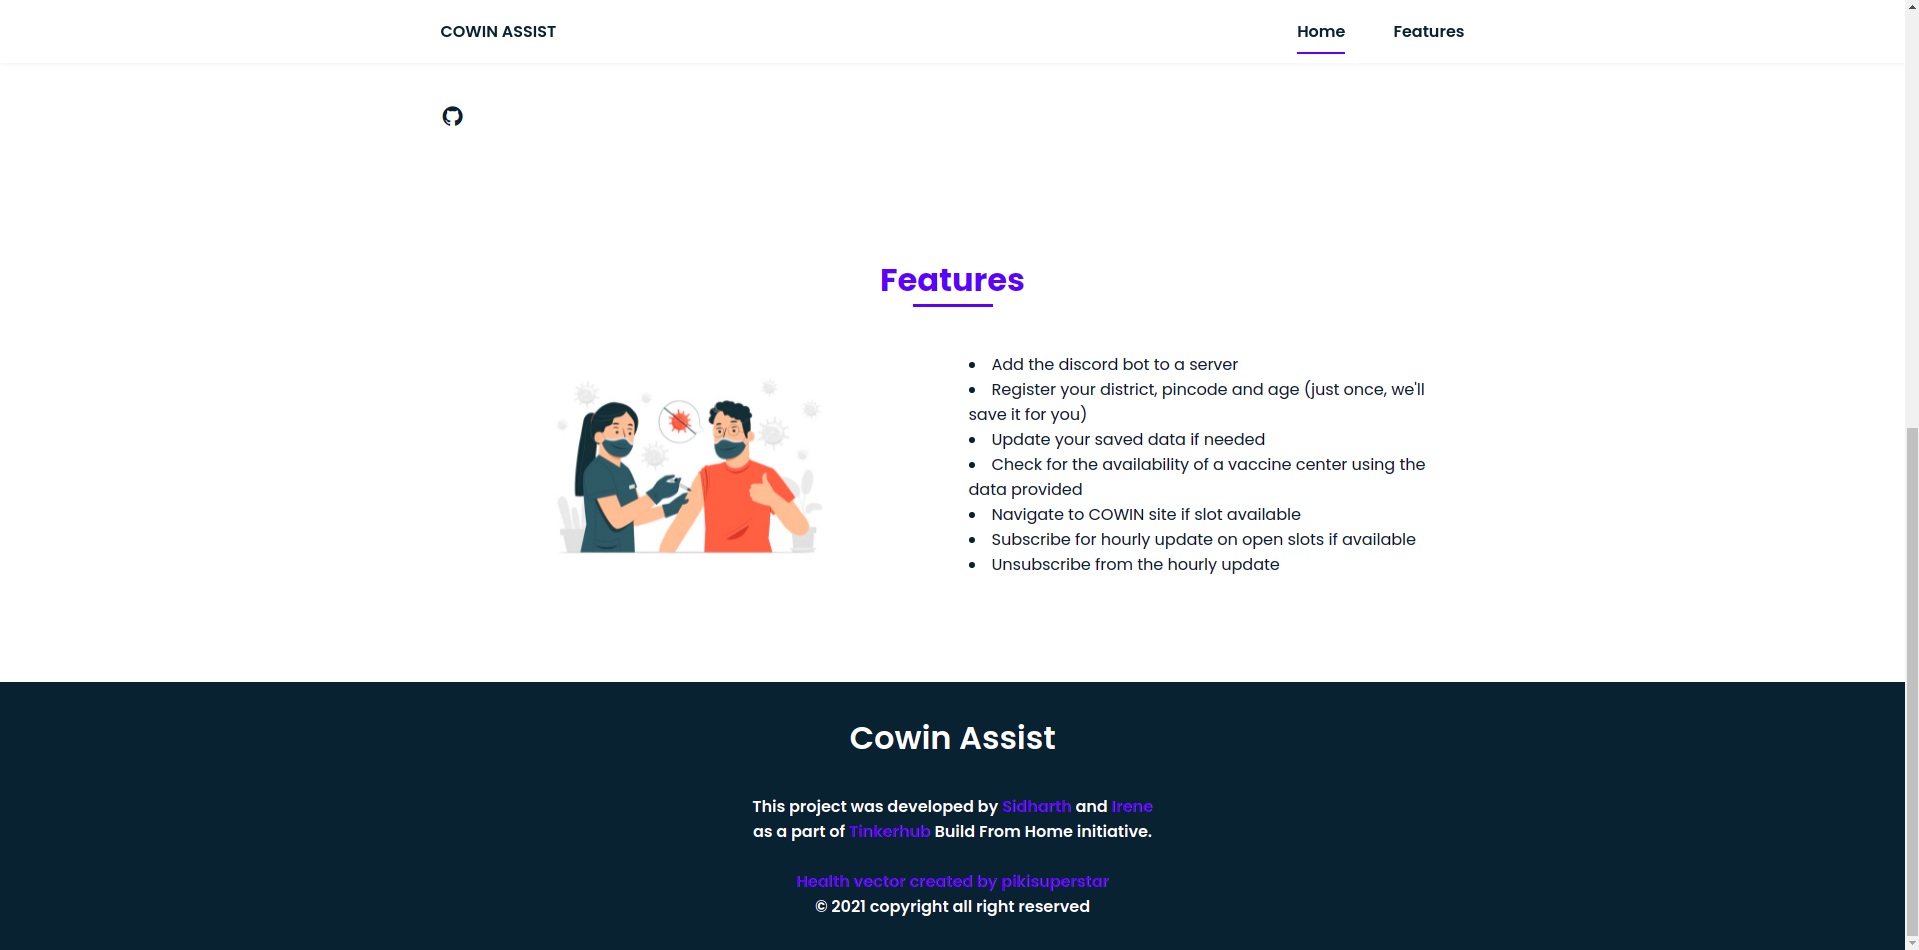 COWIN ASSIST
Home
Features
Features
• Add the discord bot to a server
• Register your district, pincode and age (just once, we'll
save it for you)
• Update your saved data if needed
• Check for the availability of a vaccine center using the
data provided
• Navigate to COWIN site if slot available
• Subscribe for hourly update on open slots if available
• Unsubscribe from the hourly update
Cowin Assist
This project was developed by Sidharth and Irene
as a part of Tinkerhub Build From Home initiative.
Health vector created by pikisuperstar
© 2021 copyright all right reserved